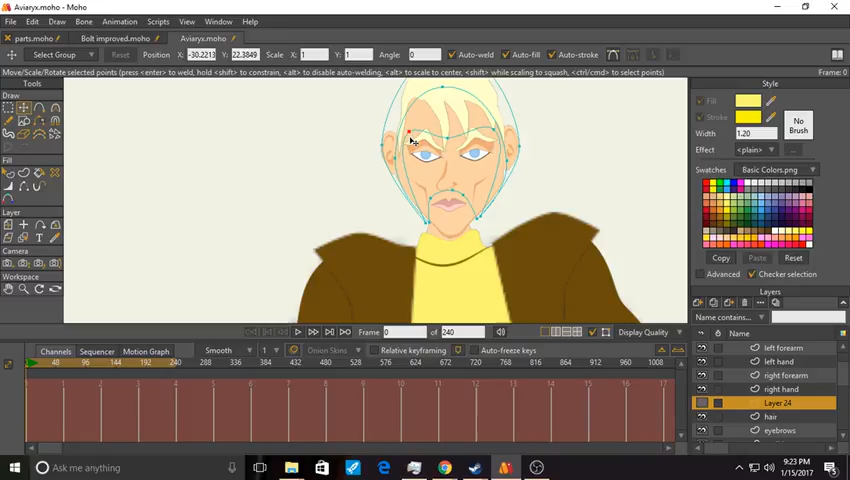 Aviaryx.moho - Moho
File Edit Draw Bone Animation Scripts View Window Help
parts.moho Bolt improved.moho Aviaryx.moho
Select Group Position X: -30.2213 Y: 22.3849 Scale X: 1 Y: 1 Angle: 0 Auto-weld Auto-fill Auto-stroke
Move/Scale/Rotate selected points (press <enter> to weld, hold <shift> to constrain, <alt> to disable auto-welding, <alt> to scale to center, <shift> while scaling to squash, <ctrl/cmd> to select points) Frame: 0
Tools
Draw
Fill
Layer
T
Camera
Workspace
Style
Fill
Stroke
No Brush
Width 1.20
Effect <plain> ...
Swatches Basic Colors.png
Copy Paste Reset
Advanced Checker selection
Layers
Name contains...
Name
left forearm
left hand
right forearm
right hand
Layer 24
hair
eyebrows
Frame 0 of 240 Display Quality
Channels Sequencer Motion Graph Smooth 1 Onion Skins Relative keyframing Auto-freeze keys
48 96 144 192 240 288 336 384 432 480 528 576 624 672 720 768 816 864 912 960 1008
1 2 3 4 5 6 7 8 9 10 11 12 13 14 15 16 17
Ask me anything
9:23 PM
1/15/2017